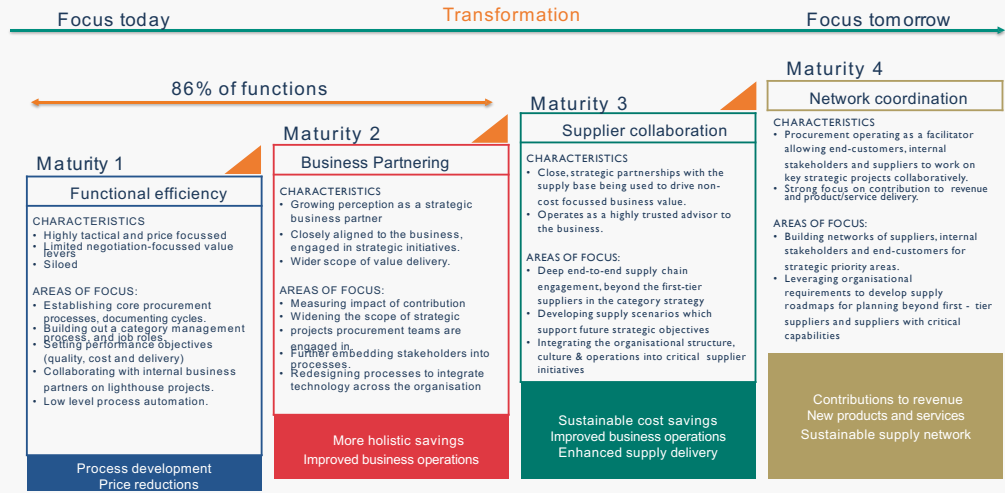 Focus today
Transformation
Focus tomorrow
86% of functions
Maturity 1
Functional efficiency
CHARACTERISTICS
• Highly tactical and price focussed
• Limited negotiation-focussed value
levers
• Siloed
AREAS OF FOCUS:
• Establishing core procurement
processes, documenting cycles.
• Building out a category management
process, and job roles.
• Setting performance objectives
(quality, cost and delivery)
• Collaborating with internal business
partners on lighthouse projects.
• Low level process automation.
Process development
Price reductions
Maturity 2
Business Partnering
CHARACTERISTICS
• Growing perception as a strategic
business partner
• Closely aligned to the business,
engaged in strategic initiatives.
• Wider scope of value delivery.
AREAS OF FOCUS:
• Measuring impact of contribution
• Widening the scope of strategic
• projects procurement teams are
engaged in.
• Further embedding stakeholders into
processes.
• Redesigning processes to integrate
technology across the organisation
More holistic savings
Improved business operations
Maturity 3
Supplier collaboration
CHARACTERISTICS
• Close, strategic partnerships with the
supply base being used to drive non-
cost focussed business value.
• Operates as a highly trusted advisor to
the business.
AREAS OF FOCUS:
• Deep end-to-end supply chain
engagement, beyond the first-tier
suppliers in the category strategy
• Developing supply scenarios which
support future strategic objectives
• Integrating the organisational structure,
culture & operations into critical supplier
initiatives
Sustainable cost savings
Improved business operations
Enhanced supply delivery
Maturity 4
Network coordination
CHARACTERISTICS
• Procurement operating as a facilitator
allowing end-customers, internal
stakeholders and suppliers to work on
key strategic projects collaboratively.
• Strong focus on contribution to revenue
and product/service delivery.
AREAS OF FOCUS:
• Building networks of suppliers, internal
stakeholders and end-customers for
strategic priority areas.
• Leveraging organisational
requirements to develop supply
roadmaps for planning beyond first - tier
suppliers and suppliers with critical
capabilities
Contributions to revenue
New products and services
Sustainable supply network